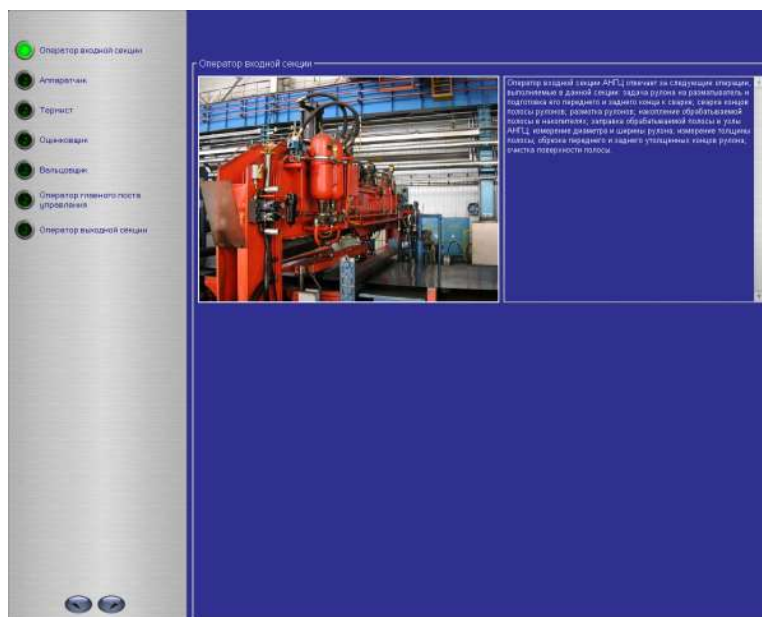 Оператор входной секции
Аппаратчик
Термист
Оцинковщик
Вальцовщик
Оператор главного поста
управления
Оператор выходной секции
Оператор входной секции
Оператор входной секции АНГЦ отвечает за следующие операции,
выполняемые в данной секции: задача рулона на разматыватель и
подготовка его переднего и заднего конца к сварке; сварка концов
полосы рулонов; размотка рулонов; накопление обрабатываемой
полосы в накопителях; заправка обрабатываемой полосы в узлы
АНГЦ; измерение диаметра и ширины рулона; измерение толщины
полосы; обрезка переднего и заднего утолщенных концов рулона;
очистка поверхности полосы.